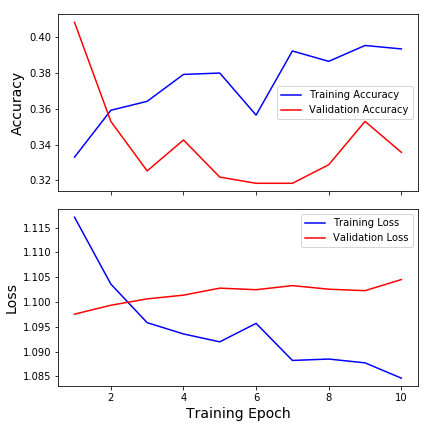 0.40
0.38
0.36
0.34
0.32
Accuracy
Training Accuracy
Validation Accuracy
1.115
1.110
1.105
1.100
1.095
1.090
1.085
Loss
Training Loss
Validation Loss
2 4 6 8 10
Training Epoch